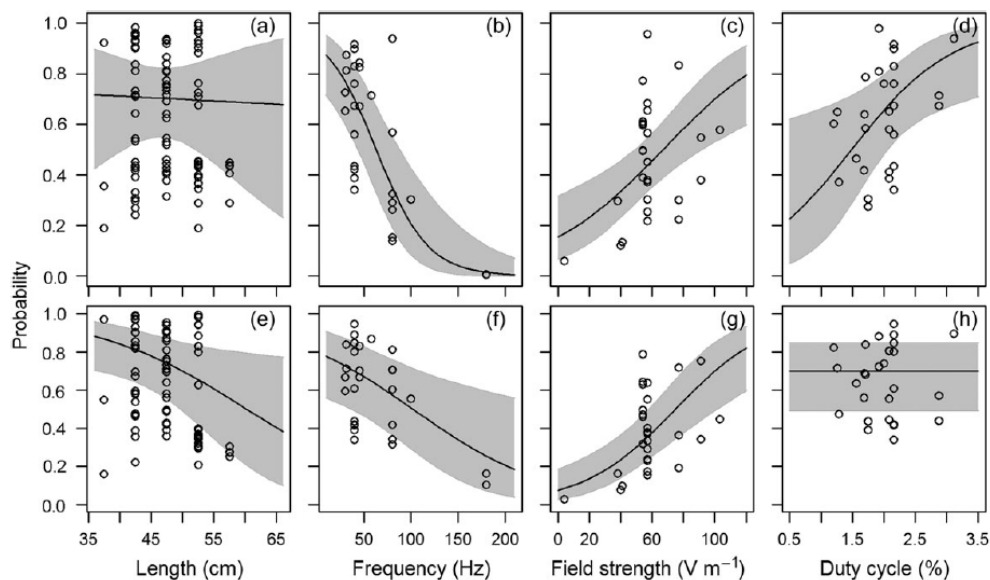 (a) (b) (c) (d)
1.0
0.8
0.6
0.4
0.2
0.0
Probability
(e) (f) (g) (h)
1.0
0.8
0.6
0.4
0.2
0.0
35 45 55 65 50 100 150 200 0 20 60 100 0.5 1.5 2.5 3.5
Length (cm) Frequency (Hz) Field strength (V m⁻¹) Duty cycle (%)